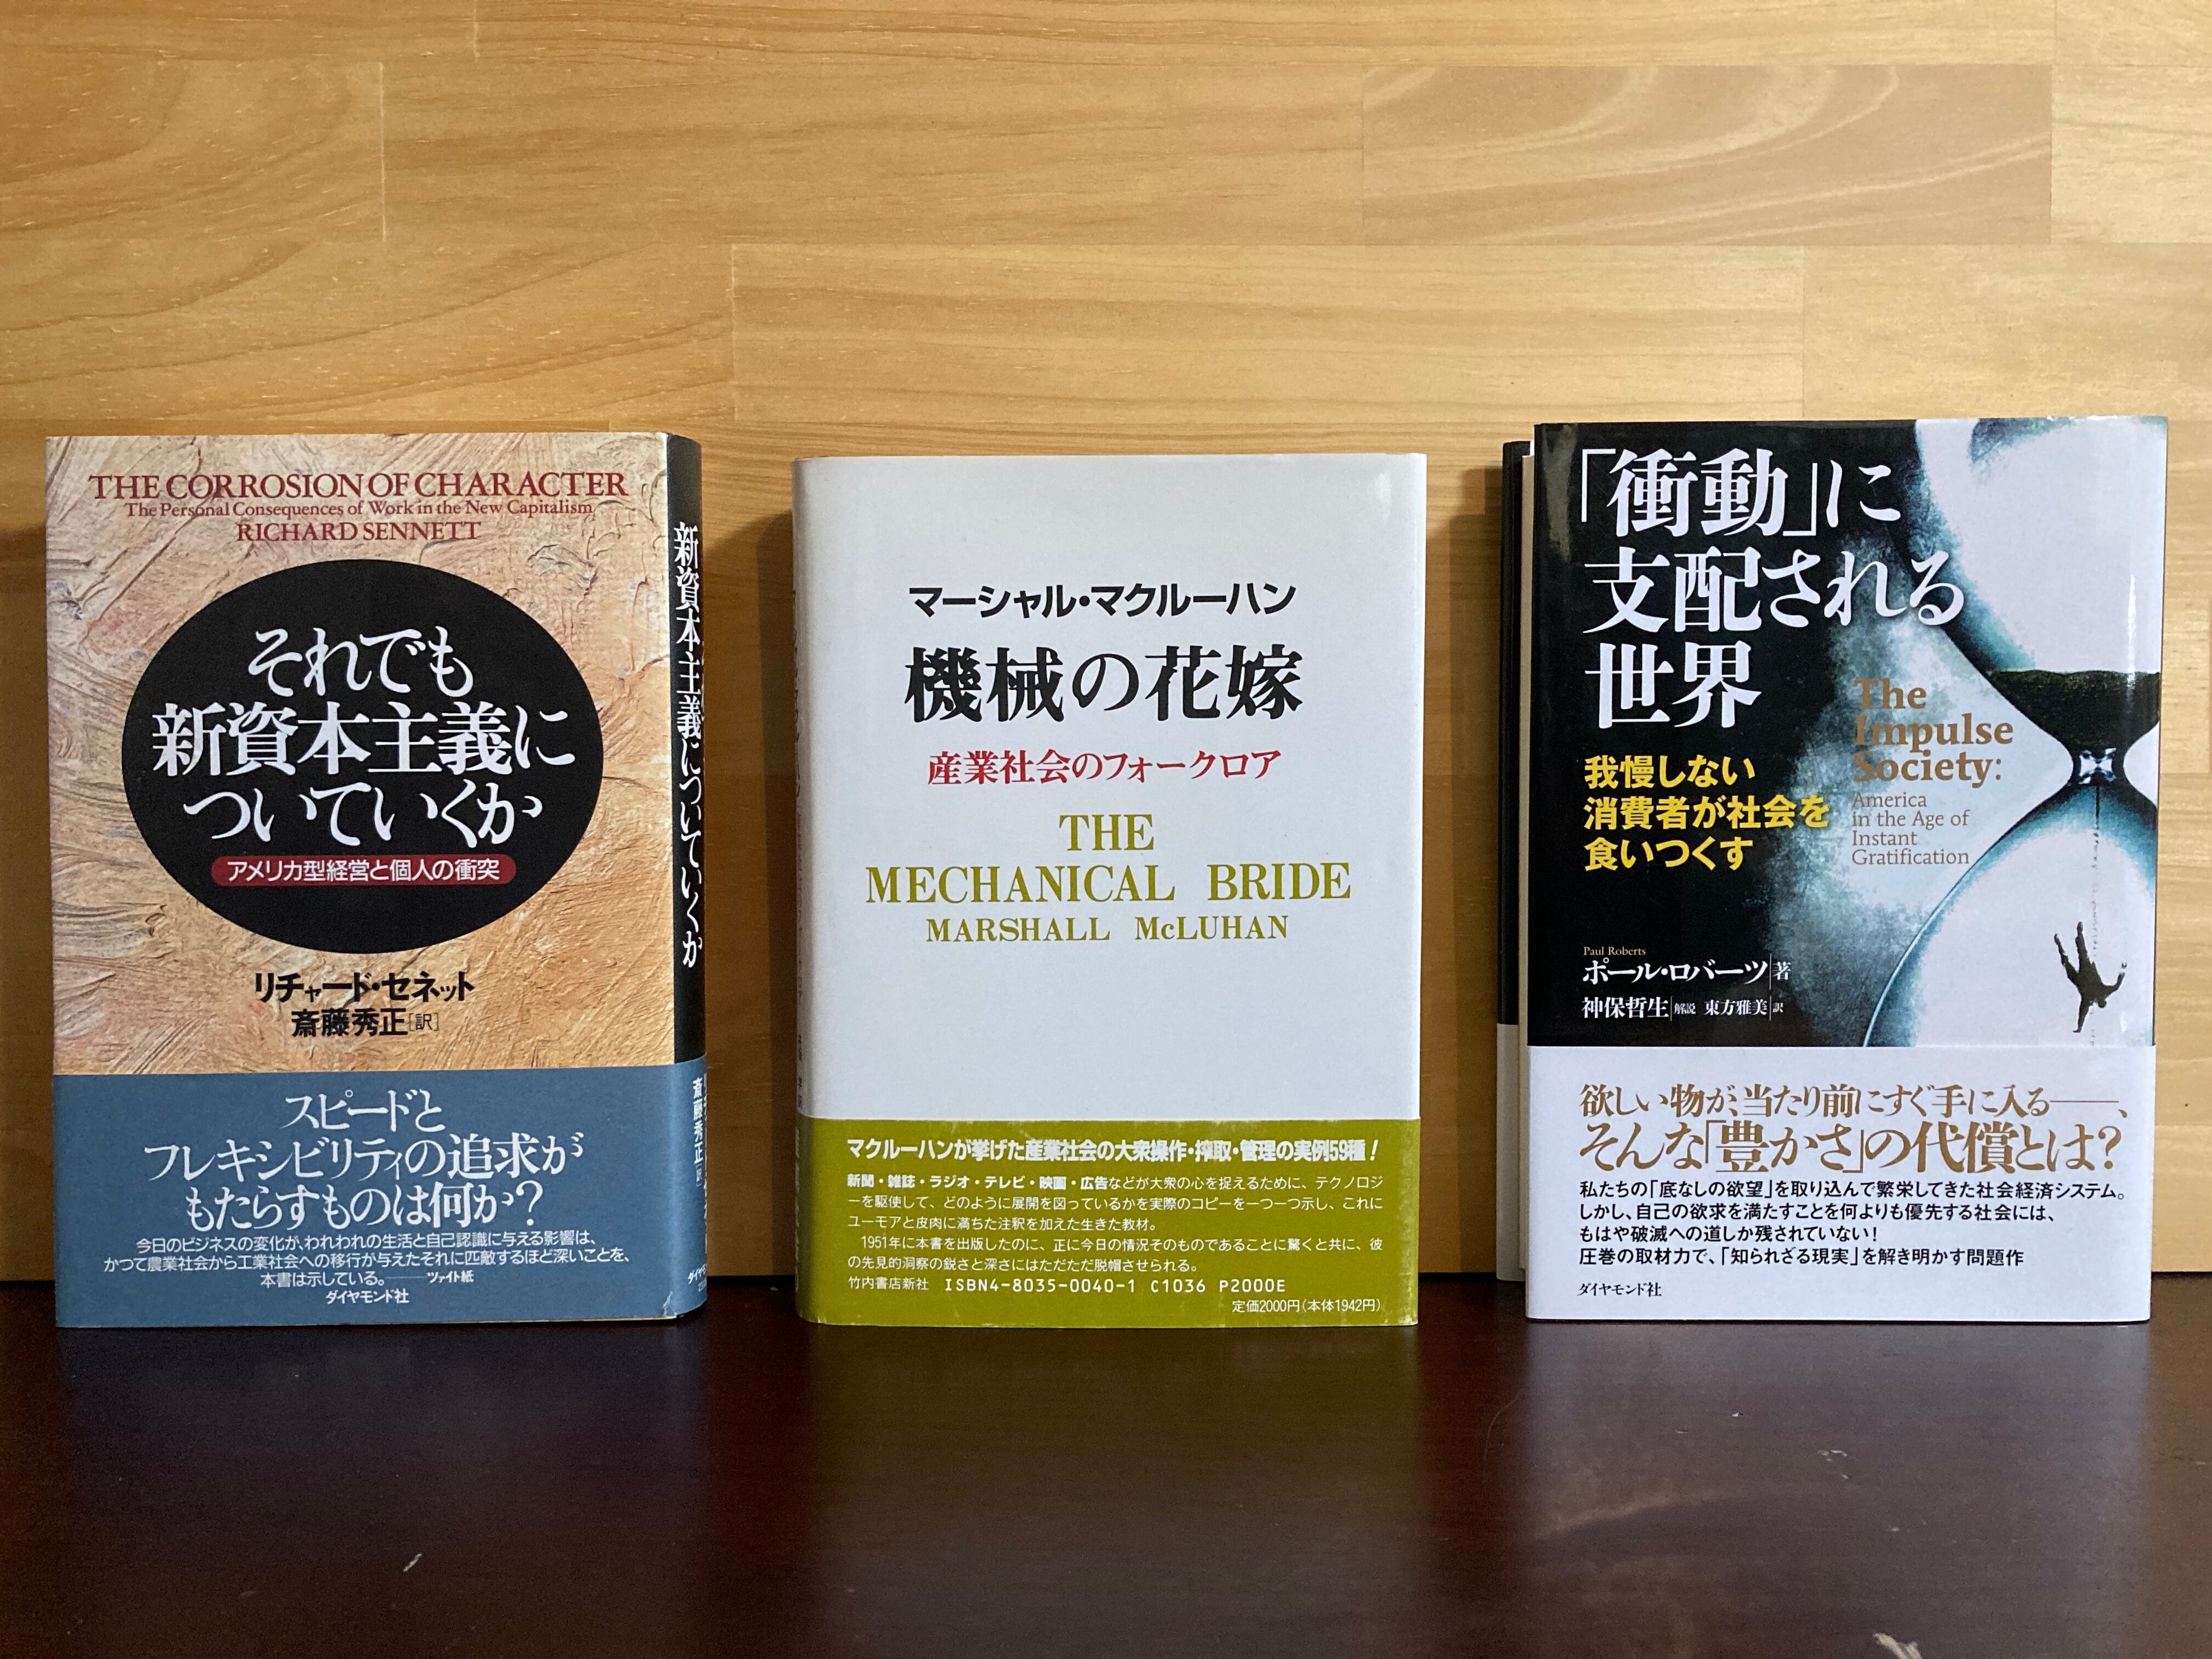 THE CORROSION OF CHARACTER
The Personal Consequences of Work in the New Capitalism
RICHARD SENNETT
それでも
新資本主義に
ついていくか
アメリカ型経営と個人の衝突
リチャード・セネット
斎藤秀正[訳]
スピードと
フレキシビリティの追求が
もたらすものは何か?
今日のビジネスの変化が、われわれの生活と自己認識に与える影響は、
かつて農業社会から工業社会への移行が与えたそれに匹敵するほど深いことを、
本書は示している。——ツァイト紙
ダイヤモンド社
新資本主義についていくか
斎藤秀正
マーシャル・マクルーハン
機械の花嫁
産業社会のフォークロア
THE
MECHANICAL BRIDE
MARSHALL McLUHAN
マクルーハンが挙げた産業社会の大衆操作・搾取・管理の実例59種!
新聞・雑誌・ラジオ・テレビ・映画・広告などが大衆の心を捉えるために、テクノロジ
ーを駆使して、どのように展開を図っているかを実際のコピーを一つ一つ示し、これに
ユーモアと皮肉に満ちた注釈を加えた生きた教材。
1951年に本書を出版したのに、正に今日の情況そのものであることに驚くと共に、彼
の先見的洞察の鋭さと深さにはただただ脱帽させられる。
竹内書店新社 ISBN4-8035-0040-1 C1036 P2000E
定価2000円(本体1942円)
「衝動」に
支配される
世界
我慢しない
消費者が社会を
食いつくす
The
Impulse
Society:
America
in the Age of
Instant
Gratification
Paul Roberts
ポール・ロバーツ|著
神保哲生|解説 東方雅美|訳
欲しい物が、当たり前にすぐ手に入る——、
そんな「豊かさ」の代償とは?
私たちの「底なしの欲望」を取り込んで繁栄してきた社会経済システム。
しかし、自己の欲求を満たすことを何よりも優先する社会には、
もはや破滅への道しか残されていない!
圧巻の取材力で、「知られざる現実」を解き明かす問題作
ダイヤモンド社